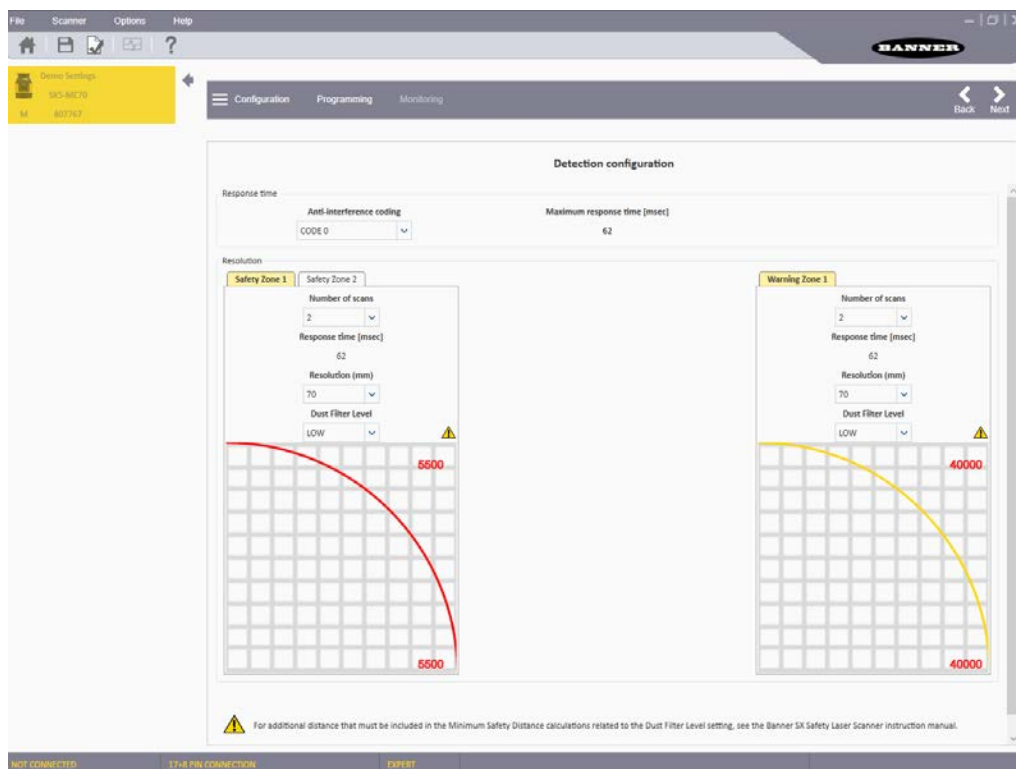 File Scanner Options Help
BANNER
Demo Settings
M 807767
Configuration Programming Monitoring
Back Next
Detection configuration
Response time
Anti-interference coding Maximum response time [msec]
CODE 0 62
Resolution
Safety Zone 1 Safety Zone 2 Warning Zone 1
Number of scans Number of scans
2 2
Response time [msec] Response time [msec]
62 62
Resolution (mm) Resolution (mm)
70 70
Dust Filter Level Dust Filter Level
LOW LOW
5500 40000
5500 40000
For additional distance that must be included in the Minimum Safety Distance calculations related to the Dust Filter Level setting, see the Banner SX Safety Laser Scanner instruction manual.
NOT CONNECTED 17+8 PIN CONNECTION EXPERT